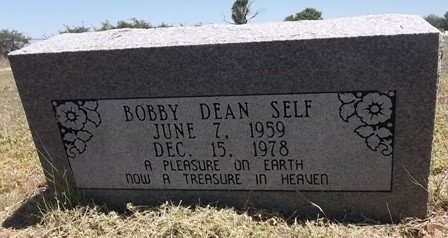 BOBBY DEAN SELF
JUNE 7, 1959
DEC. 15, 1978
A PLEASURE ON EARTH
NOW A TREASURE IN HEAVEN